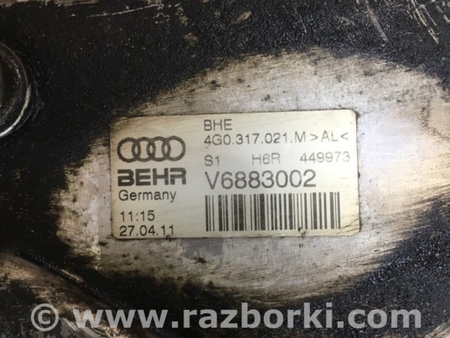 BHE
4G0.317.021.M >AL<
S1 H6R 449973
BEHR V6883002
Germany
11:15
27.04.11
© www.razborki.com/